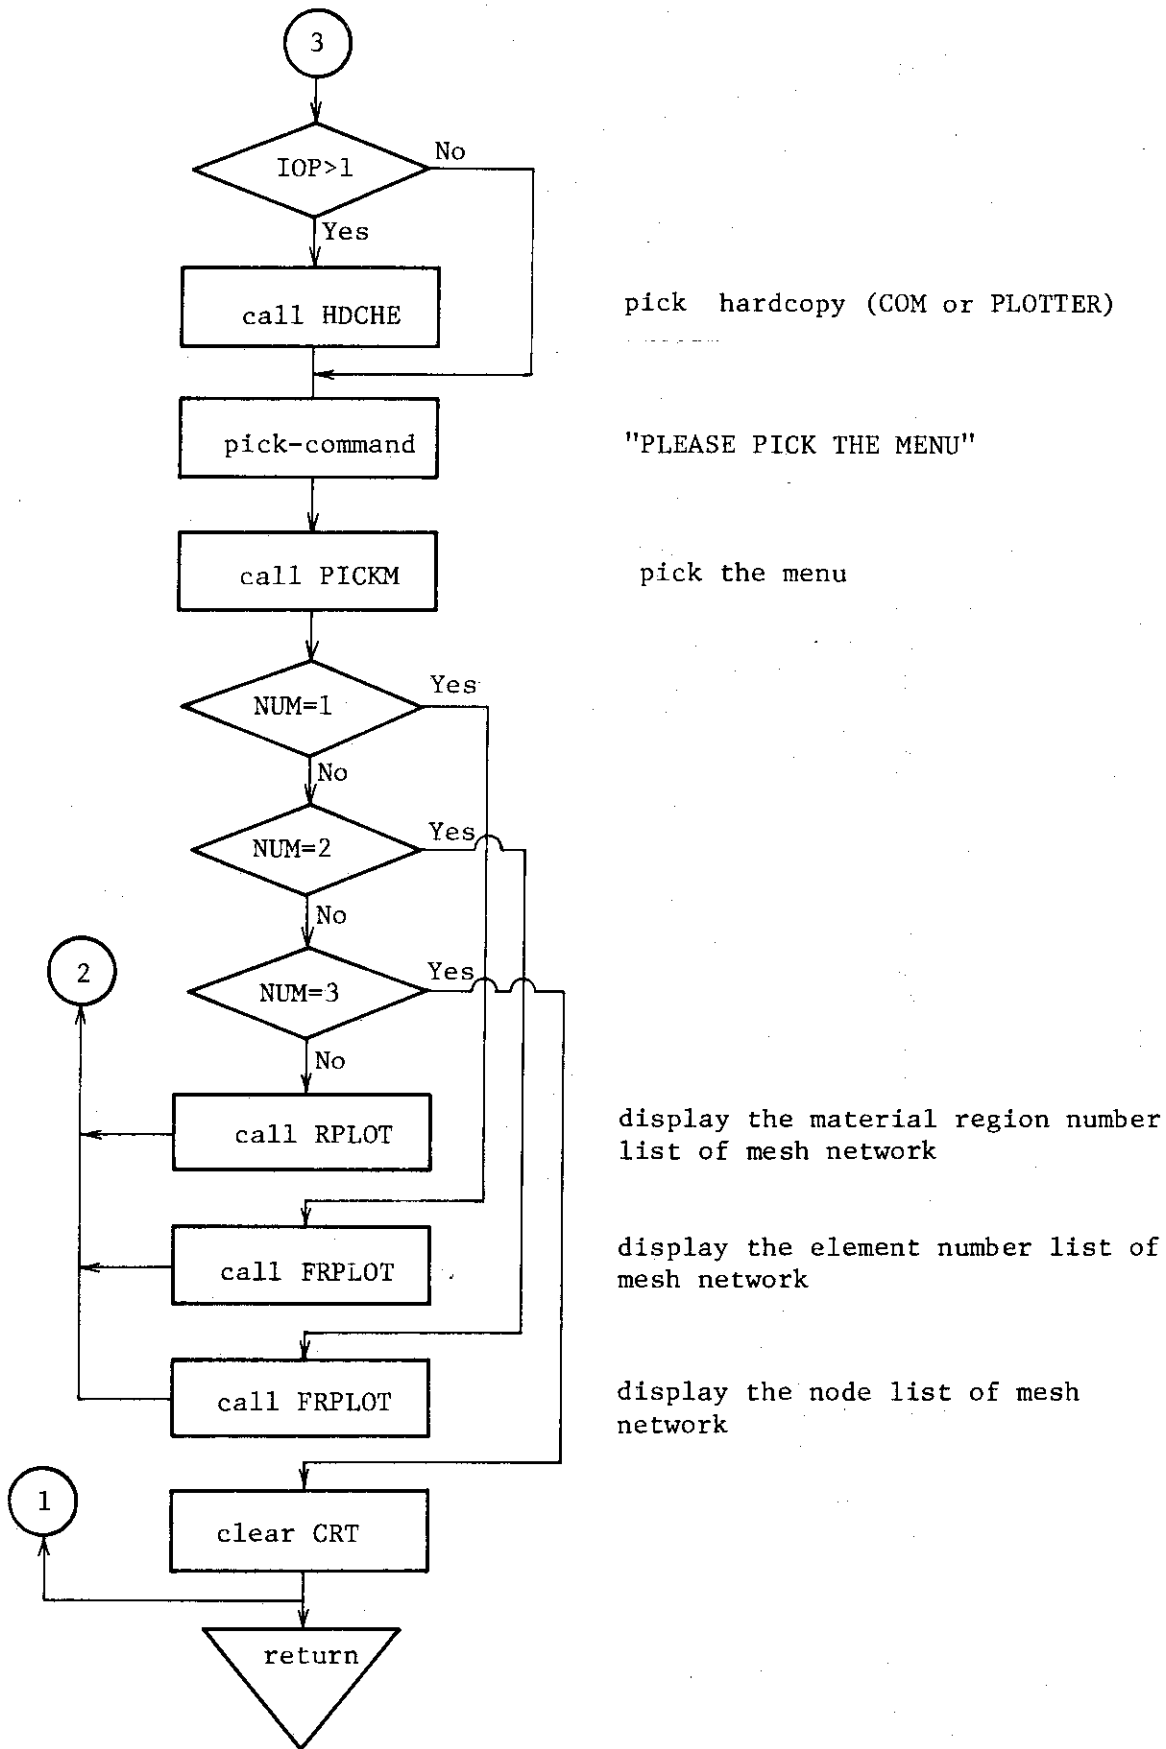 3
IOP>1
No
Yes
call HDCHE
pick hardcopy (COM or PLOTTER)
pick-command
"PLEASE PICK THE MENU"
call PICKM
pick the menu
NUM=1
Yes
No
NUM=2
Yes
No
2
NUM=3
Yes
No
call RPLOT
display the material region number
list of mesh network
call FRPLOT
display the element number list of
mesh network
call FRPLOT
display the node list of mesh
network
1
clear CRT
return